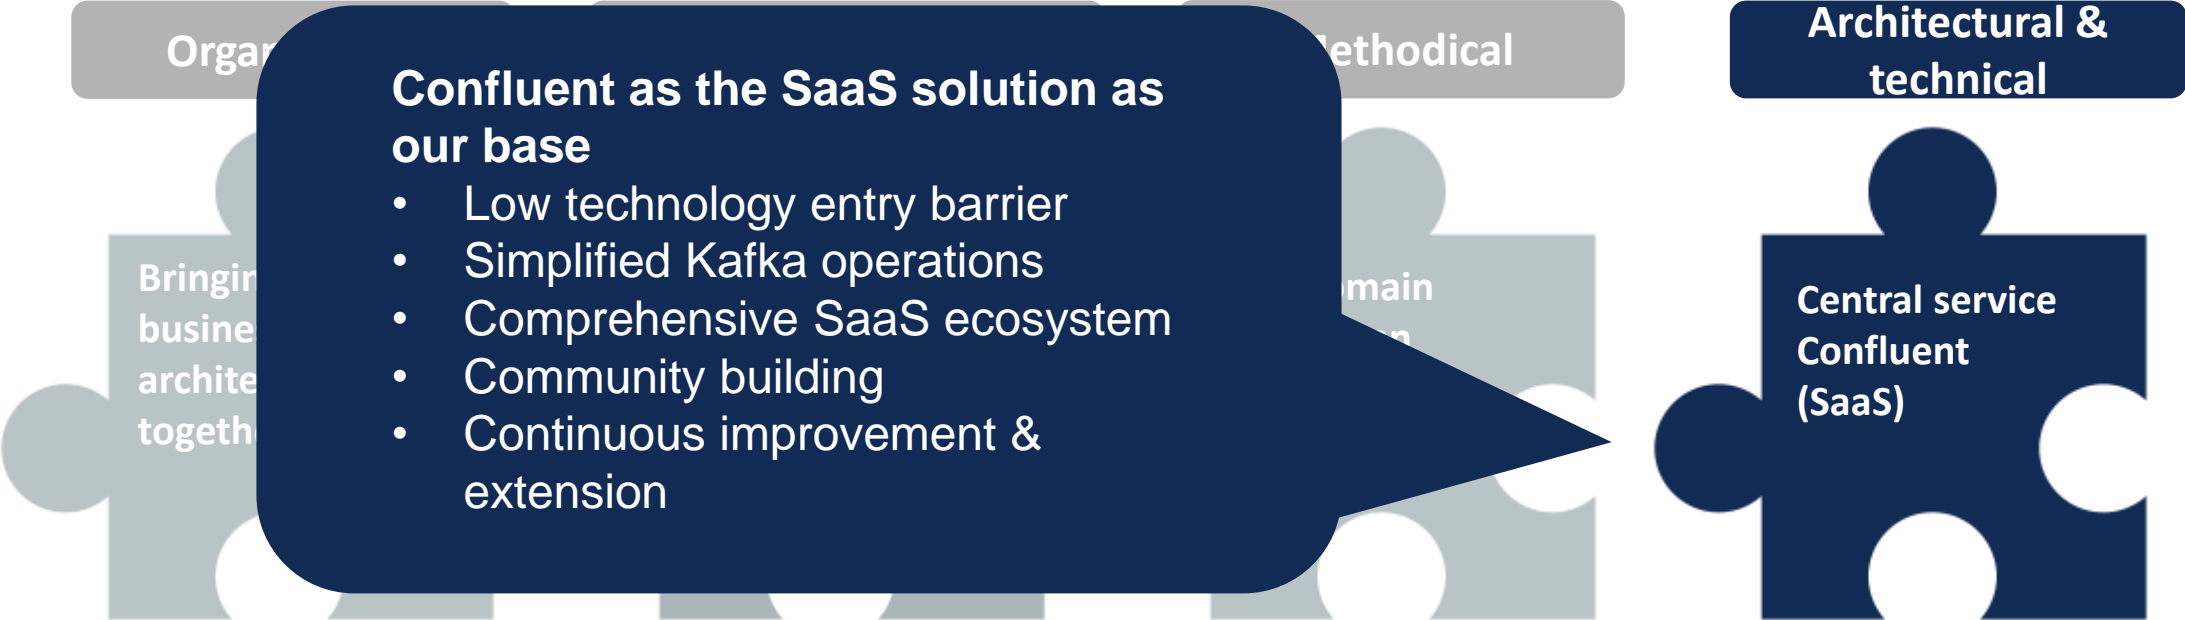 Architectural &
technical
Confluent as the SaaS solution as
our base
• Low technology entry barrier
• Simplified Kafka operations
• Comprehensive SaaS ecosystem
• Community building
• Continuous improvement &
extension
Central service
Confluent
(SaaS)